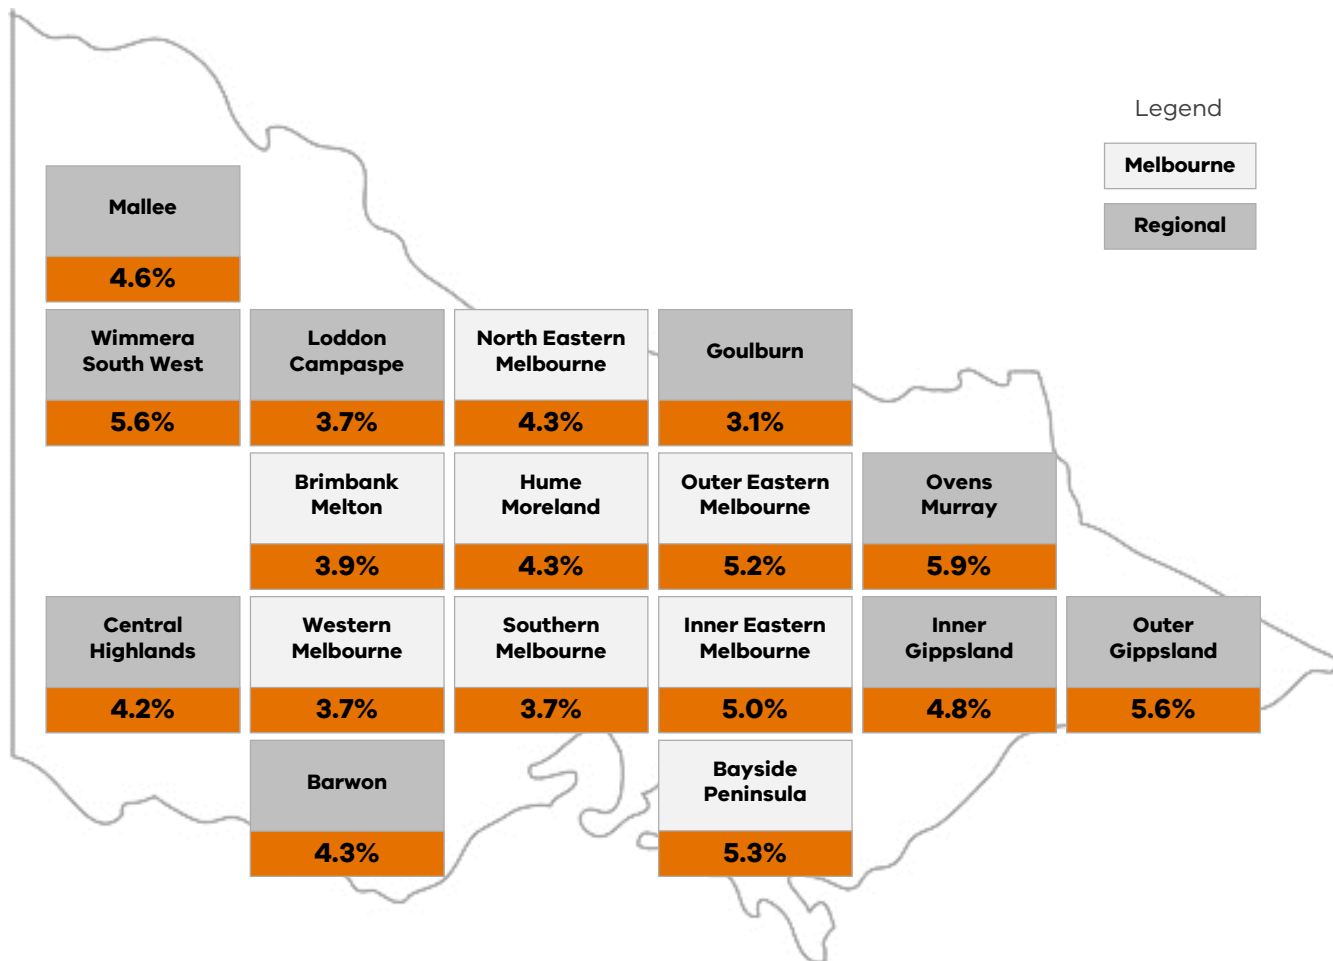 Legend
Melbourne
Regional
Mallee
4.6%
Wimmera
South West
5.6%
Loddon
Campaspe
3.7%
North Eastern
Melbourne
4.3%
Goulburn
3.1%
Brimbank
Melton
3.9%
Hume
Moreland
4.3%
Outer Eastern
Melbourne
5.2%
Ovens
Murray
5.9%
Central
Highlands
4.2%
Western
Melbourne
3.7%
Southern
Melbourne
3.7%
Inner Eastern
Melbourne
5.0%
Inner
Gippsland
4.8%
Outer
Gippsland
5.6%
Barwon
4.3%
Bayside
Peninsula
5.3%